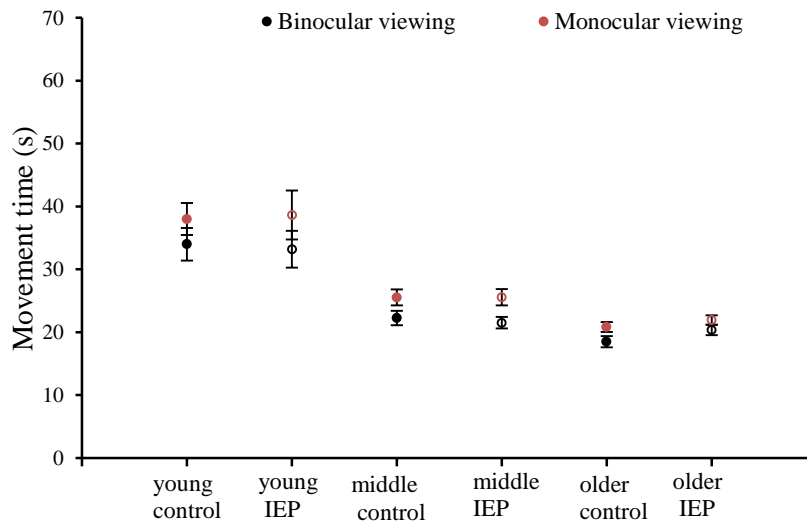 70
60
50
40
30
20
10
0
Movement time (s)
Binocular viewing
Monocular viewing
young
control
young
IEP
middle
control
middle
IEP
older
control
older
IEP